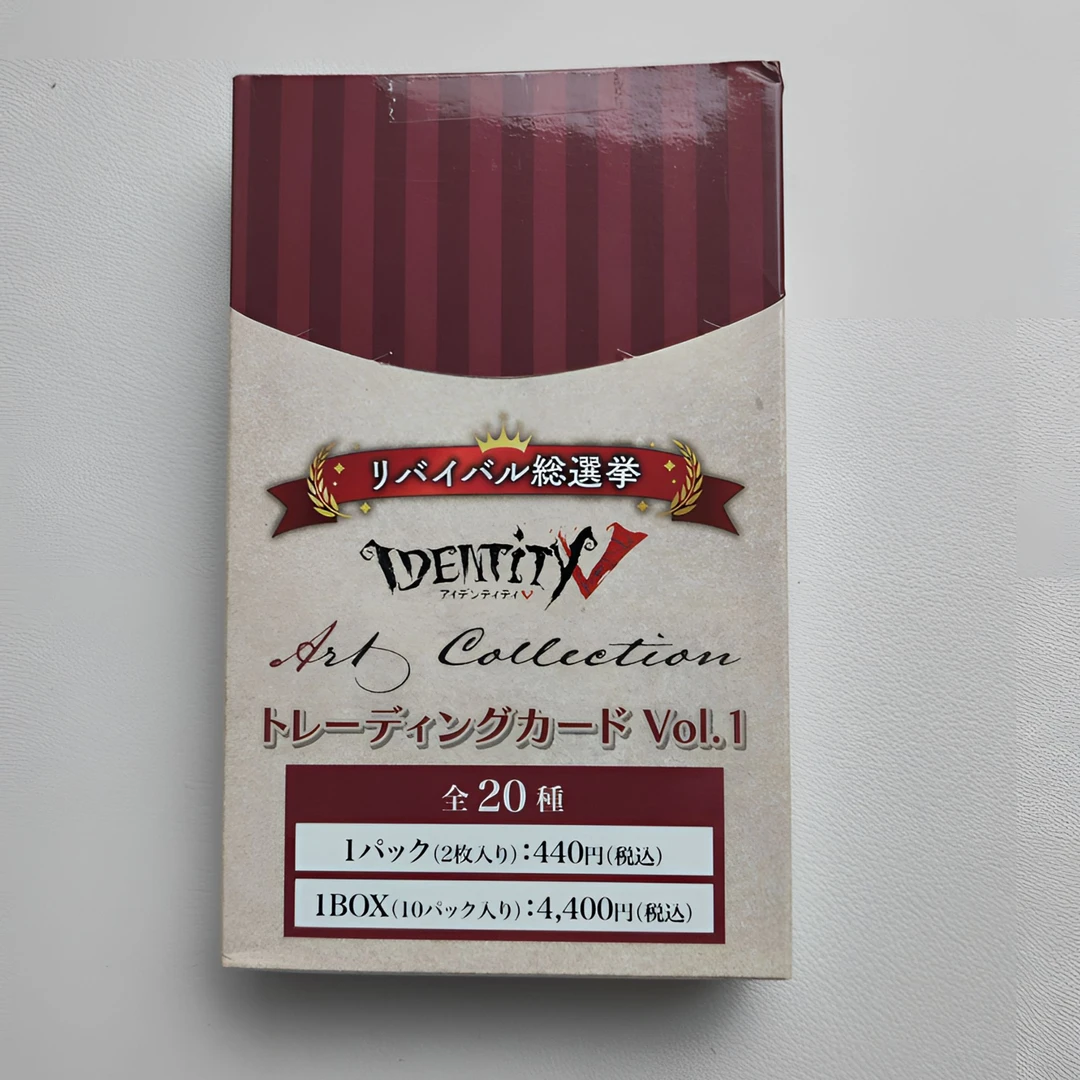 リバイバル総選挙
IDENTITY V
アイデンティティV
Art Collection
トレーディングカード Vol.1
全20種
1パック(2枚入り):440円(税込)
1BOX(10パック入り):4,400円(税込)